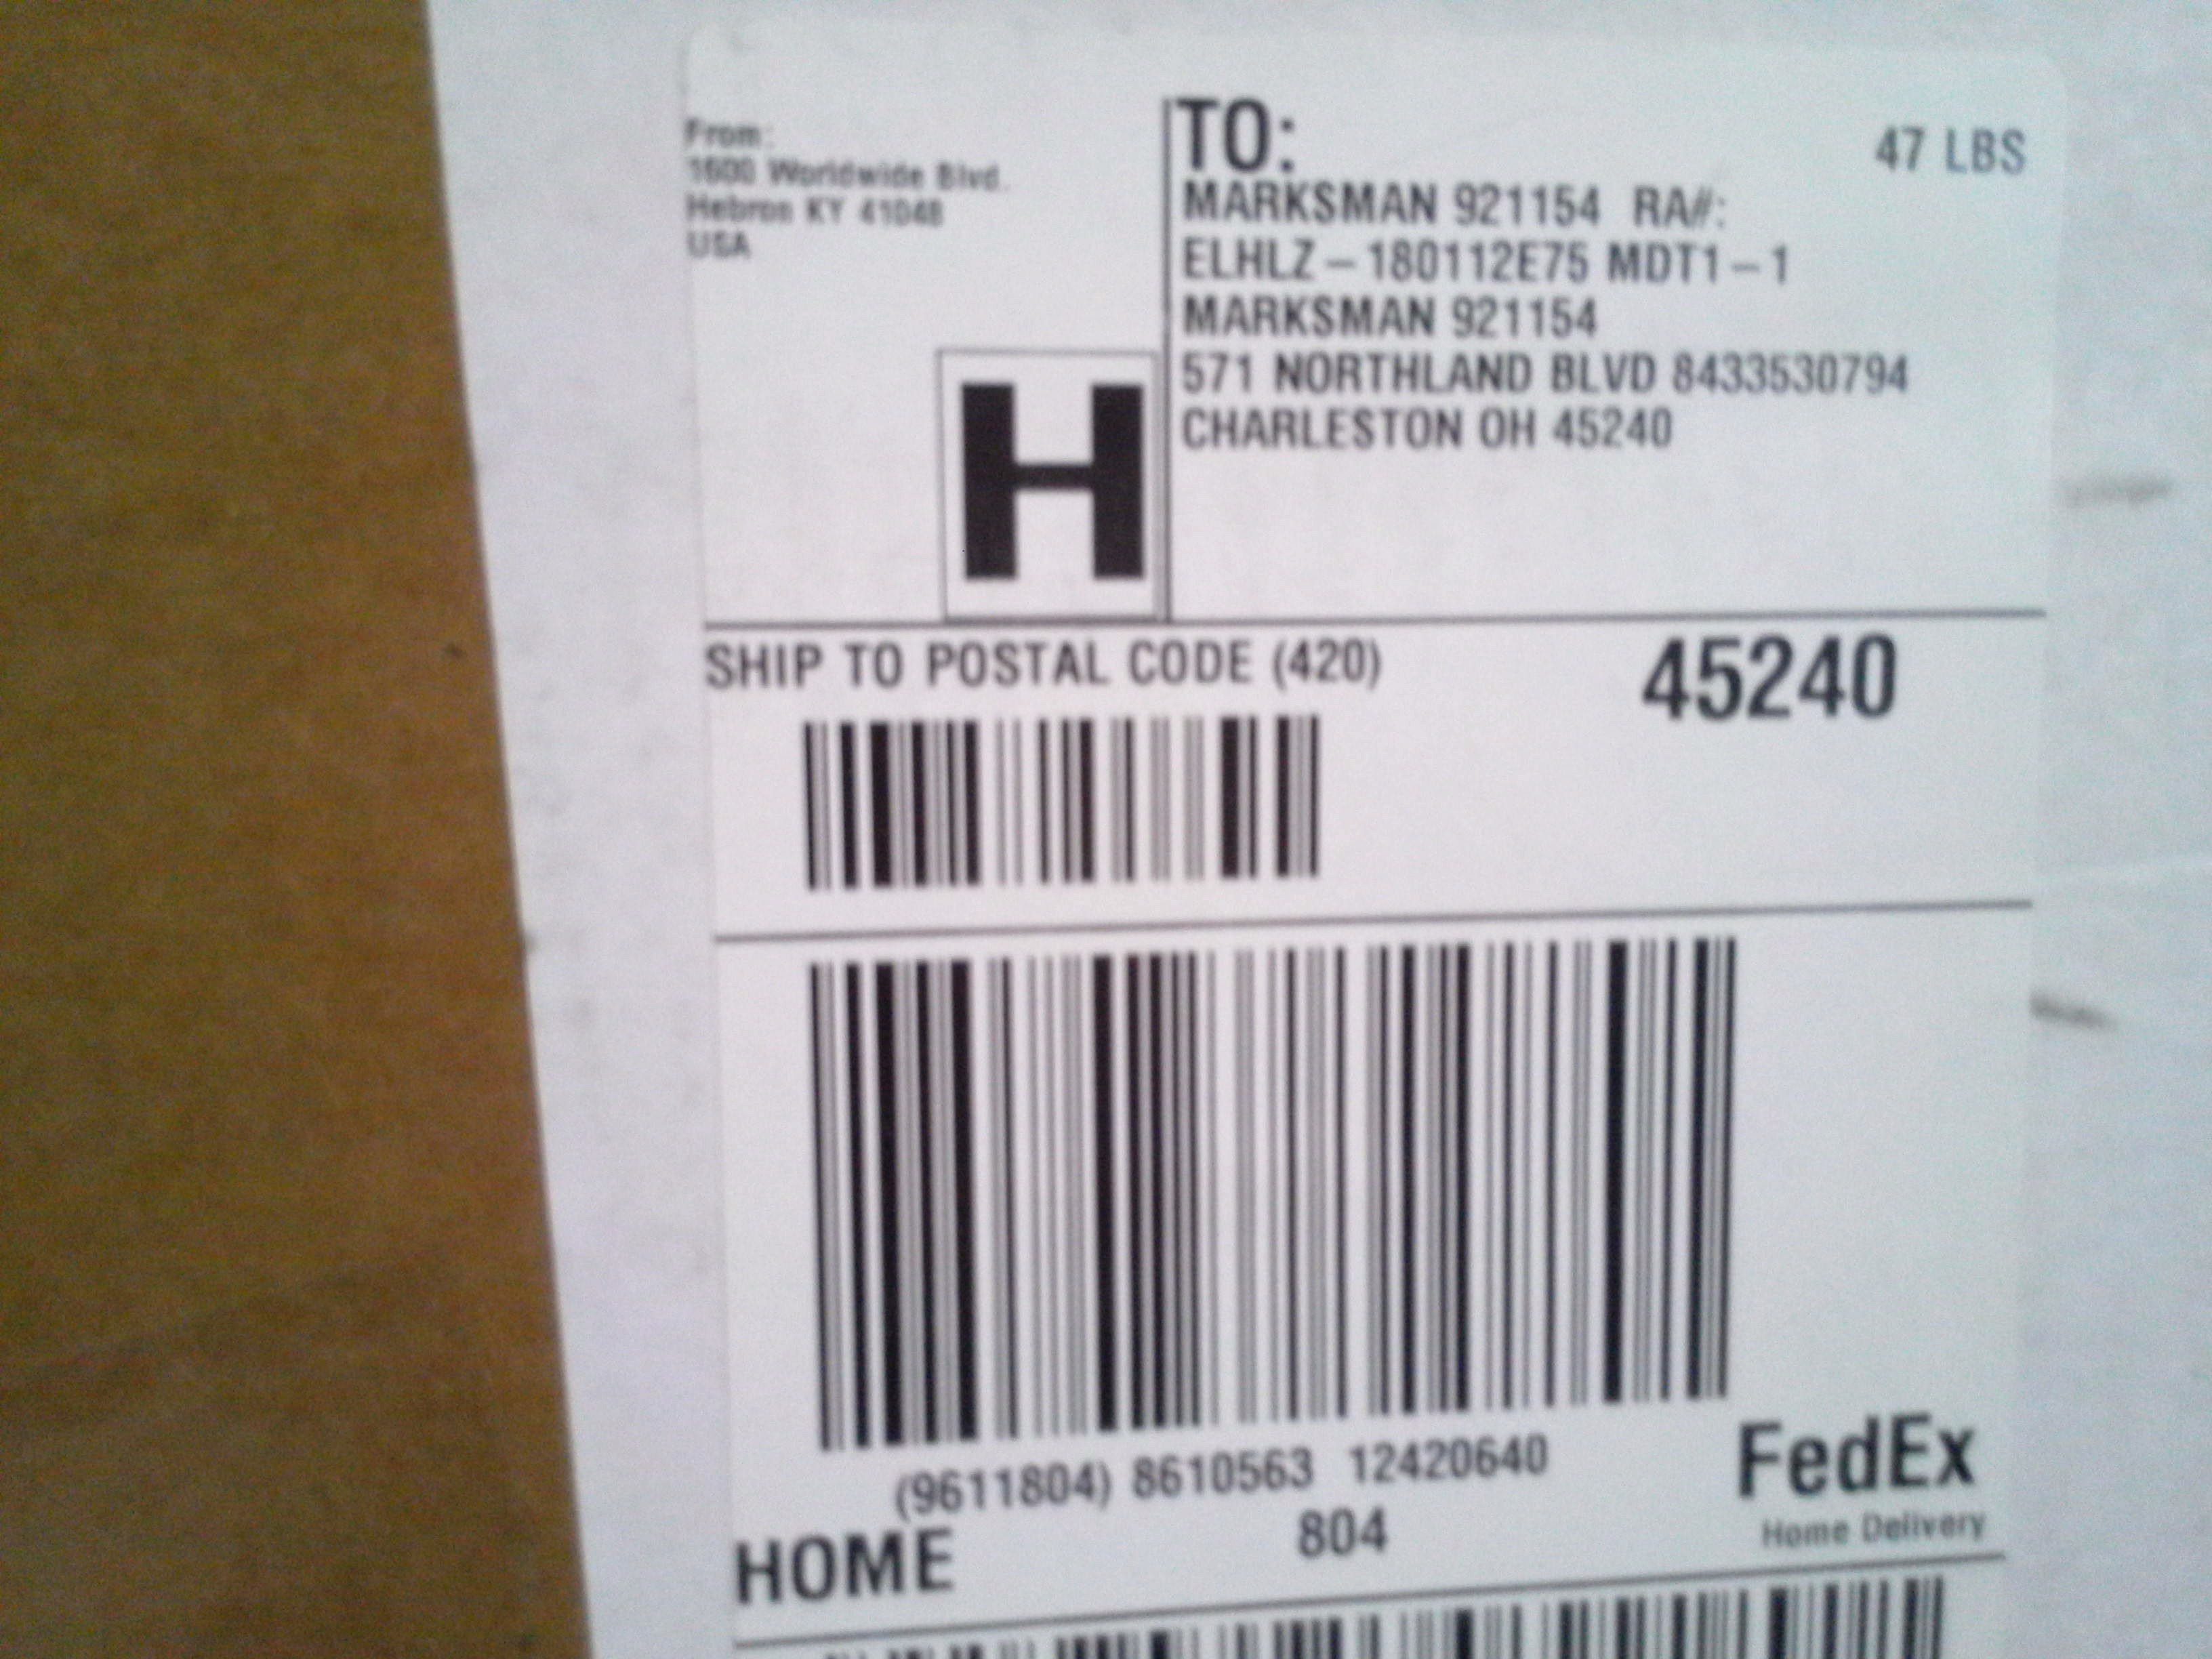 From:
1600 Worldwide Blvd.
Hebron KY 41048
USA
TO:
47 LBS
MARKSMAN 921154 RA#:
ELHLZ-180112E75 MDT1-1
MARKSMAN 921154
571 NORTHLAND BLVD 8433530794
CHARLESTON OH 45240
H
SHIP TO POSTAL CODE (420)
45240
(9611804) 8610563 12420640
804
HOME
FedEx
Home Delivery